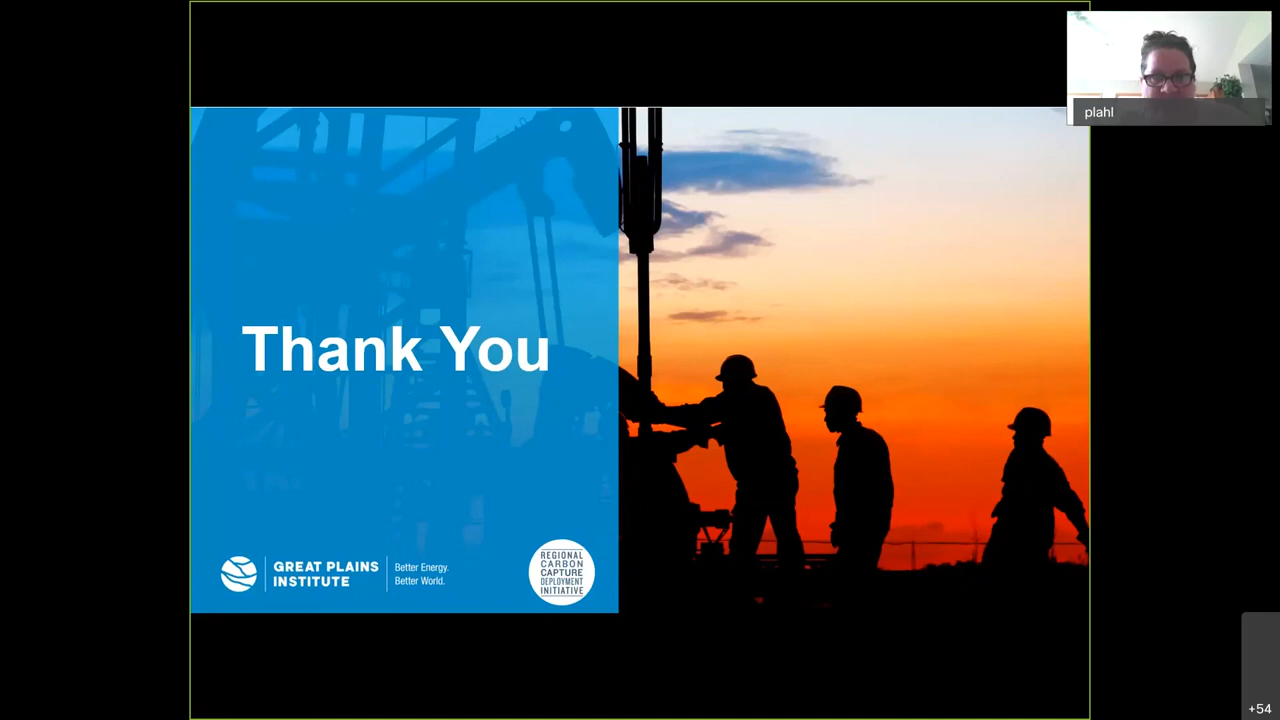 plahl
Thank You
GREAT PLAINS
INSTITUTE
Better Energy.
Better World.
REGIONAL
CARBON
CAPTURE
DEPLOYMENT
INITIATIVE
+54